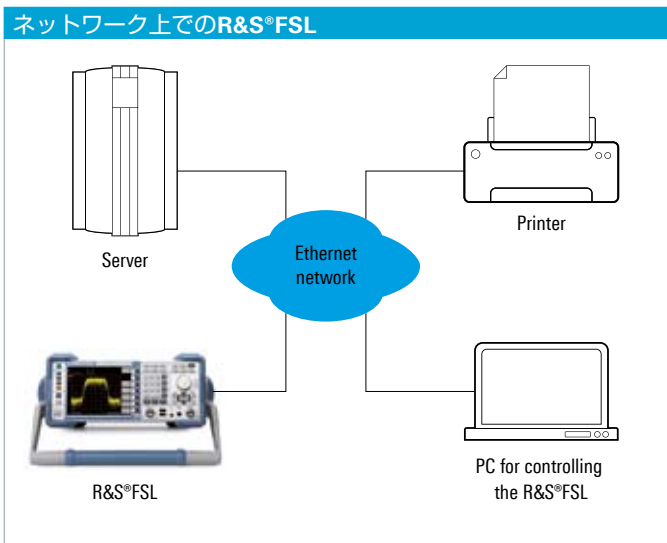 ネットワーク上でのR&S®FSL
Server
Printer
Ethernet
network
R&S®FSL
PC for controlling
the R&S®FSL